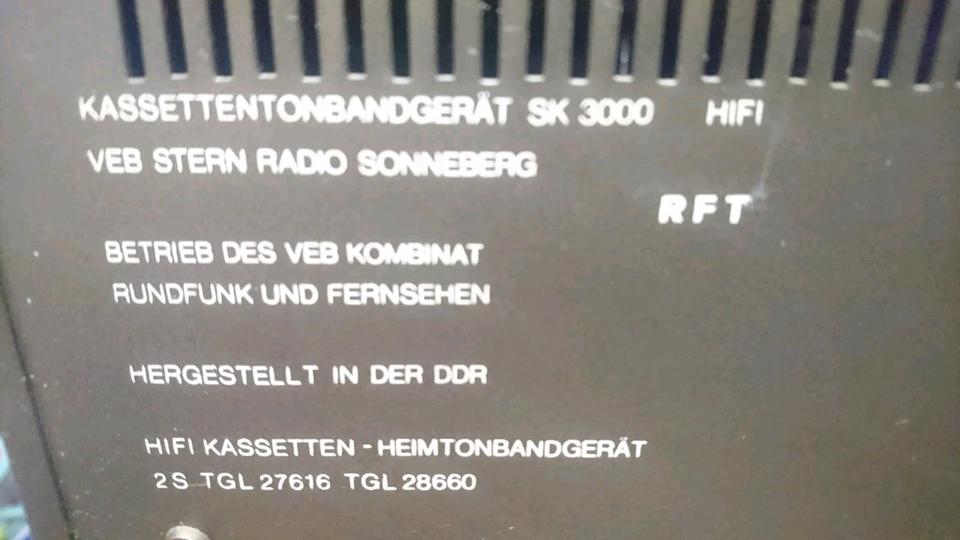 KASSETTENTONBANDGERÄT SK 3000 HIFI
VEB STERN RADIO SONNEBERG
RFT
BETRIEB DES VEB KOMBINAT
RUNDFUNK UND FERNSEHEN
HERGESTELLT IN DER DDR
HIFI KASSETTEN - HEIMTONBANDGERÄT
2 S TGL 27616 TGL 28660